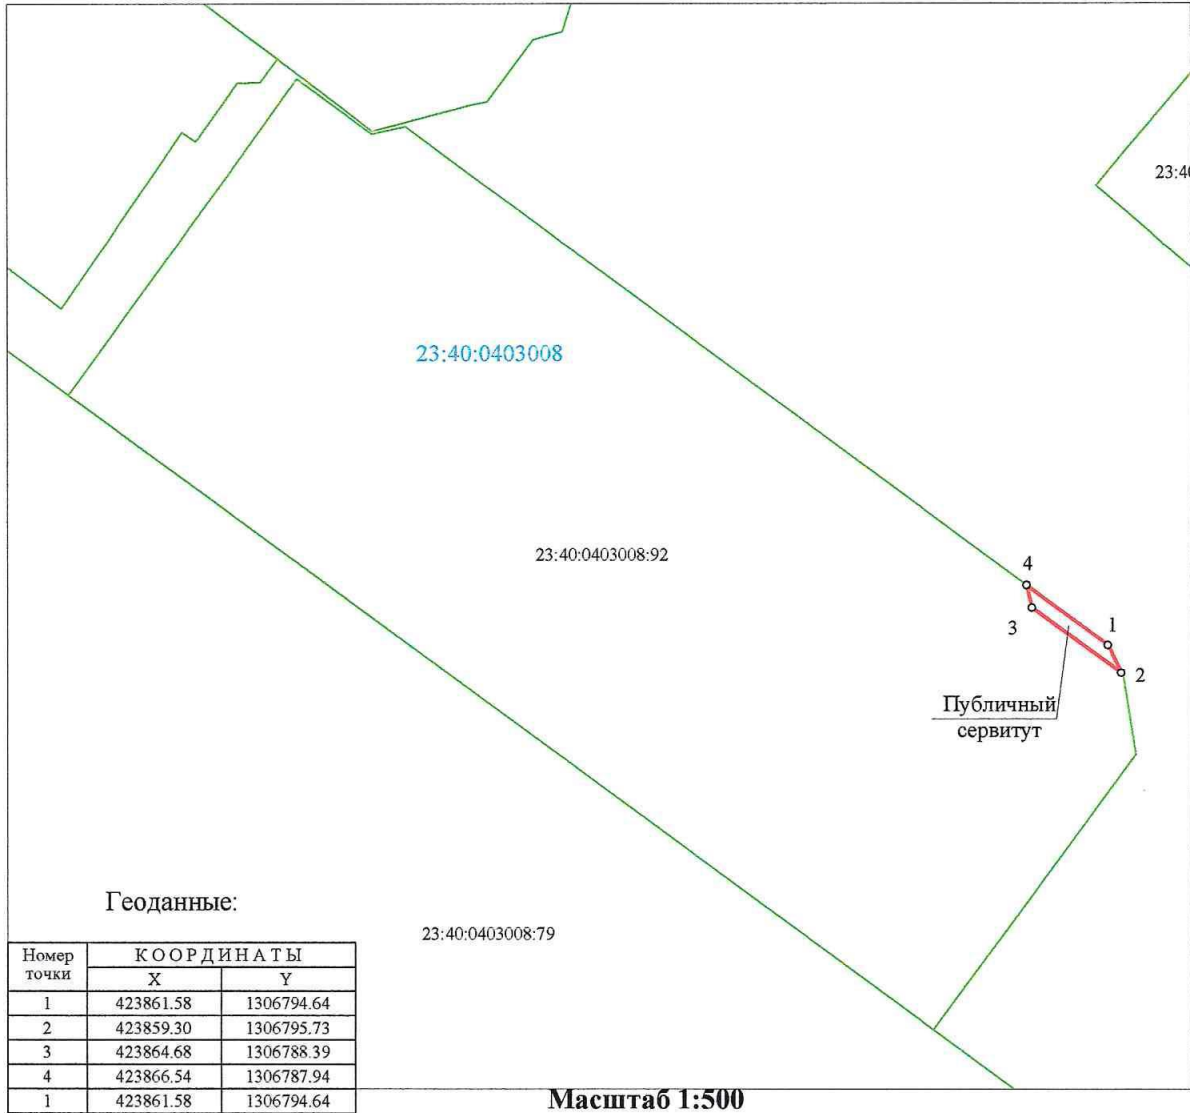 23:40
23:40:0403008
23:40:0403008:92
4
3
1
2
Публичный
сервитут
Геоданные:
23:40:0403008:79
Номер точки КООРДИНАТЫ
X Y
1 423861.58 1306794.64
2 423859.30 1306795.73
3 423864.68 1306788.39
4 423866.54 1306787.94
1 423861.58 1306794.64
Масштаб 1:500